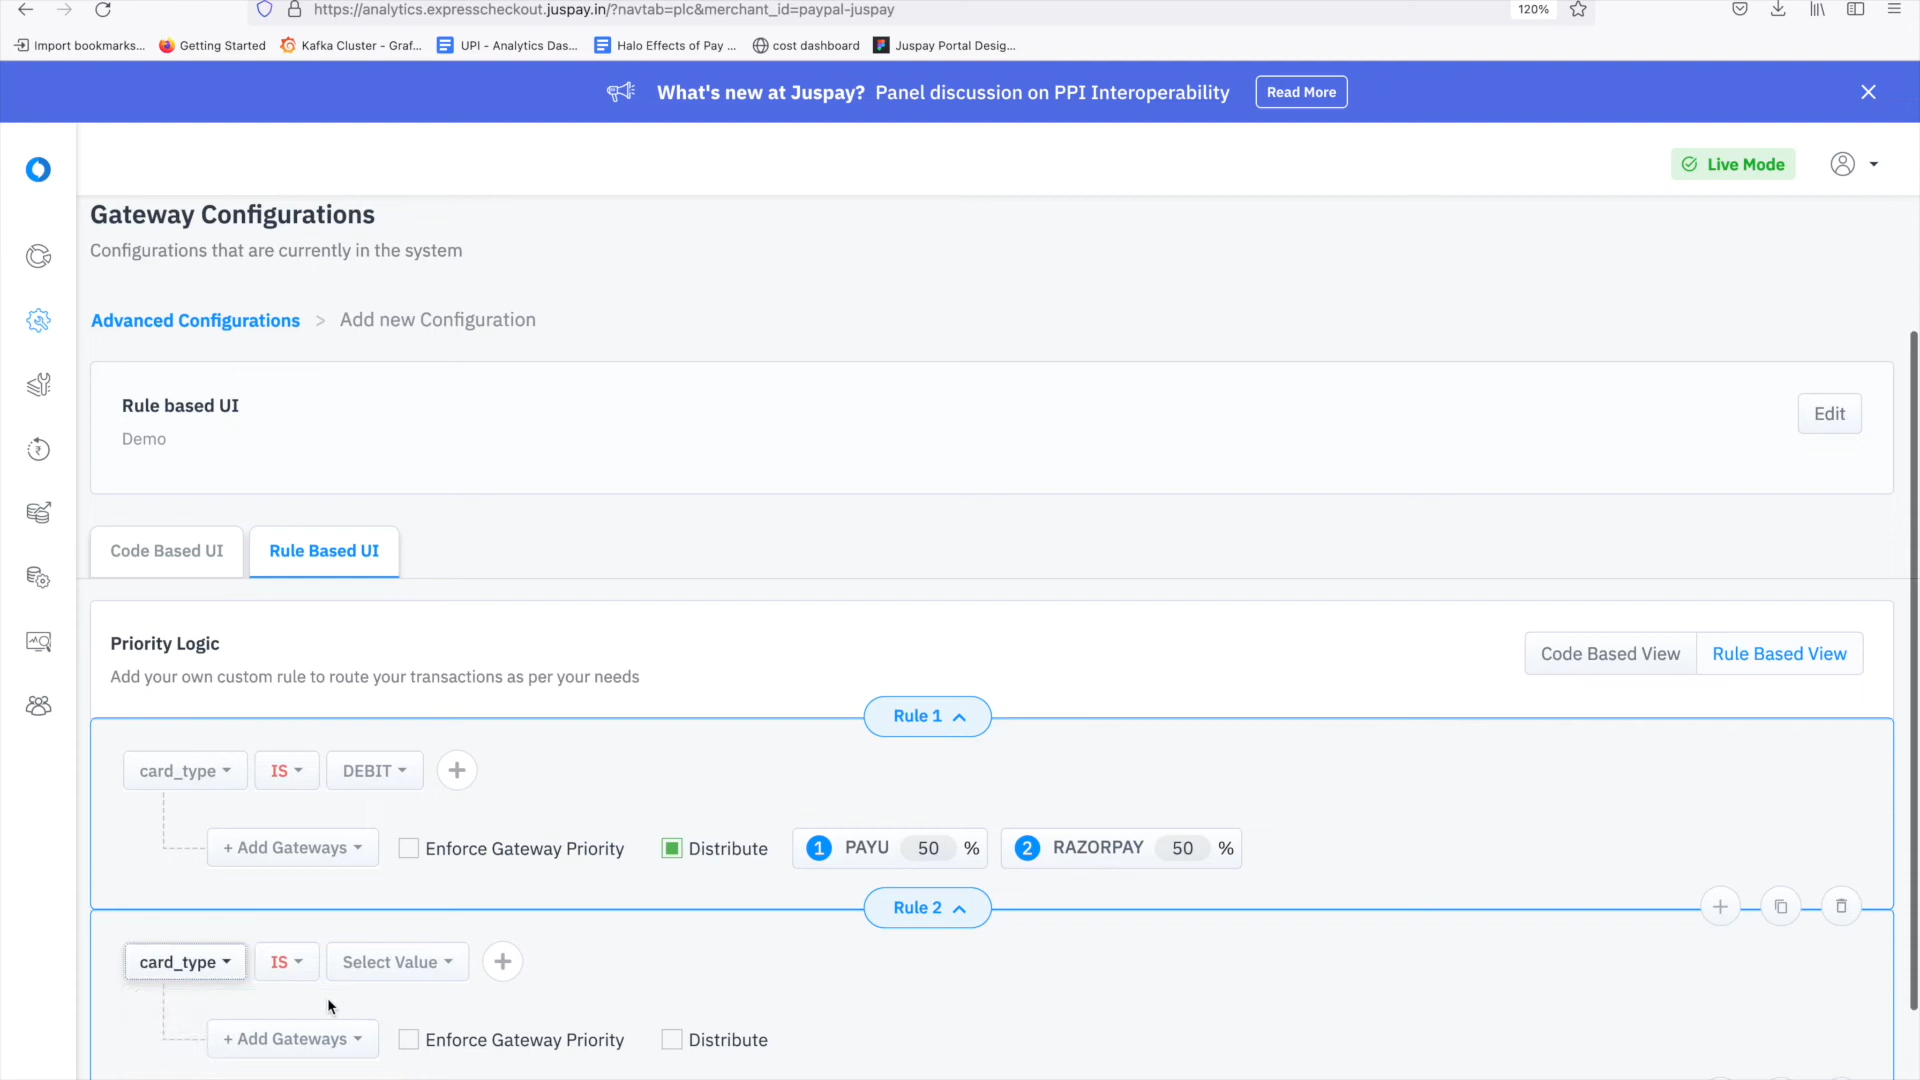 https://analytics.expresscheckout.juspay.in/?navtab=plc&merchant_id=paypal-juspay
120%
Import bookmarks...
Getting Started
Kafka Cluster - Graf...
UPI - Analytics Das...
Halo Effects of Pay ...
cost dashboard
Juspay Portal Desig...
What's new at Juspay? Panel discussion on PPI Interoperability
Read More
Live Mode
Gateway Configurations
Configurations that are currently in the system
Advanced Configurations > Add new Configuration
Rule based UI
Demo
Edit
Code Based UI
Rule Based UI
Priority Logic
Add your own custom rule to route your transactions as per your needs
Code Based View
Rule Based View
Rule 1
card_type
IS
DEBIT
+ Add Gateways
Enforce Gateway Priority
Distribute
1 PAYU 50 %
2 RAZORPAY 50 %
Rule 2
card_type
IS
Select Value
+ Add Gateways
Enforce Gateway Priority
Distribute